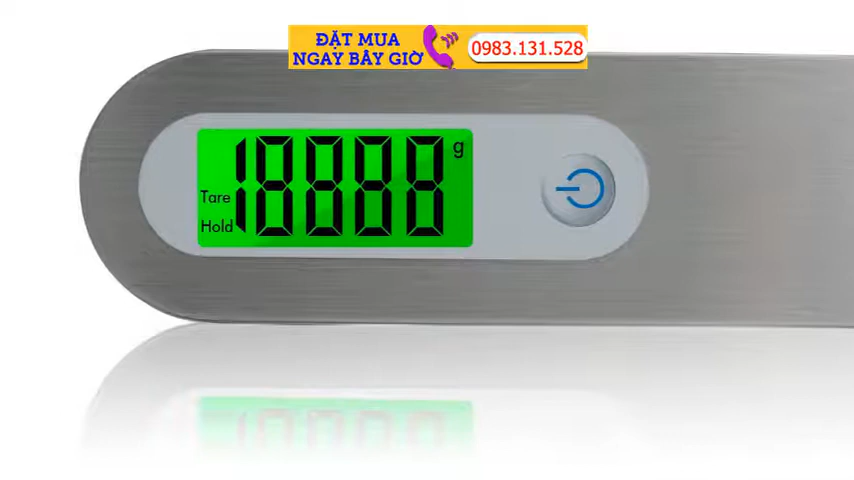 ĐẶT MUA
NGAY BÂY GIỜ
0983.131.528
18888
g
Tare
Hold